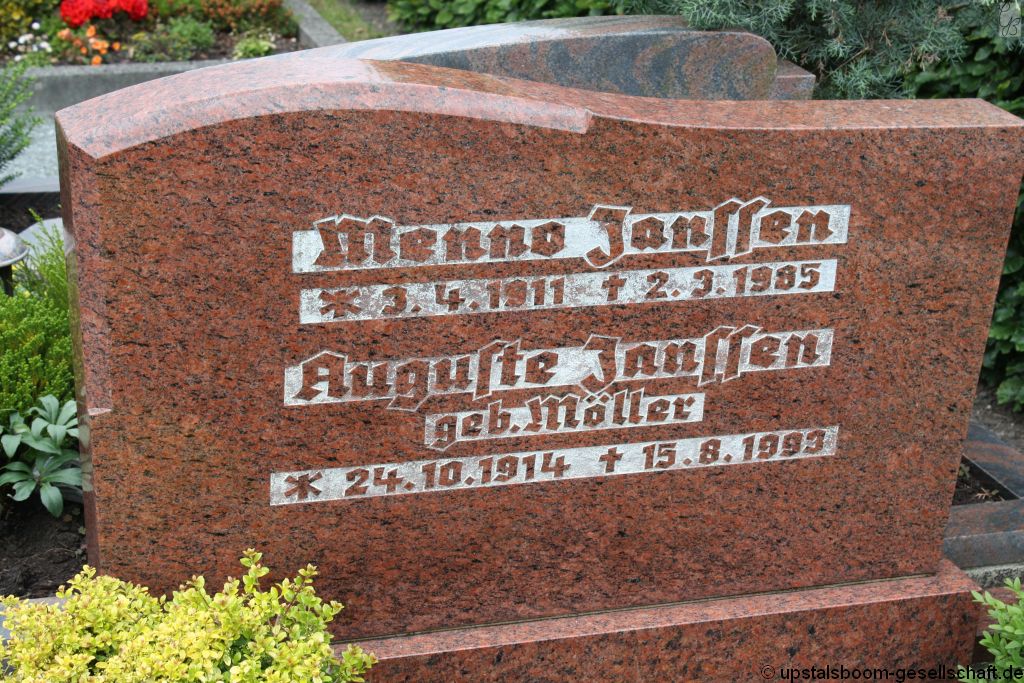 Menno Janssen
* 3.4.1911 † 2.3.1985
Auguste Janssen
geb. Möller
* 24.10.1914 † 15.8.1993
© upstalsboom-gesellschaft.de